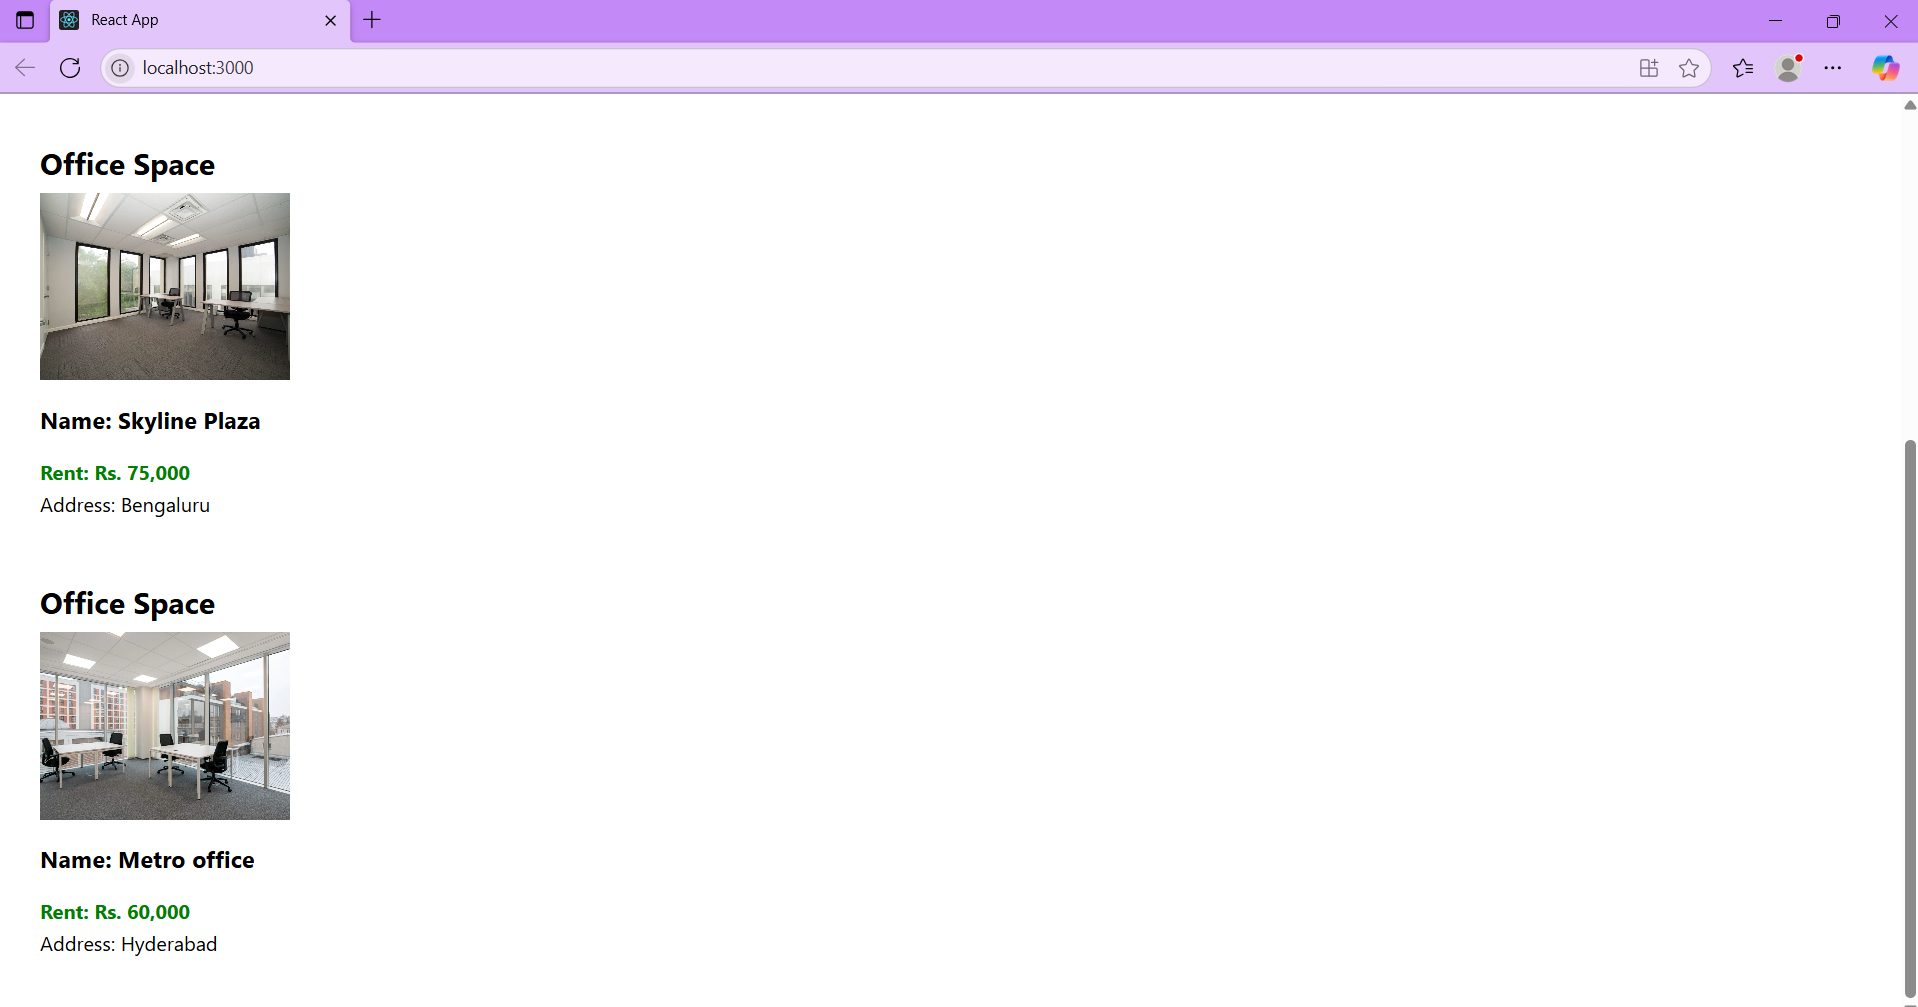 React App
localhost:3000
Office Space
Name: Skyline Plaza
Rent: Rs. 75,000
Address: Bengaluru
Office Space
Name: Metro office
Rent: Rs. 60,000
Address: Hyderabad